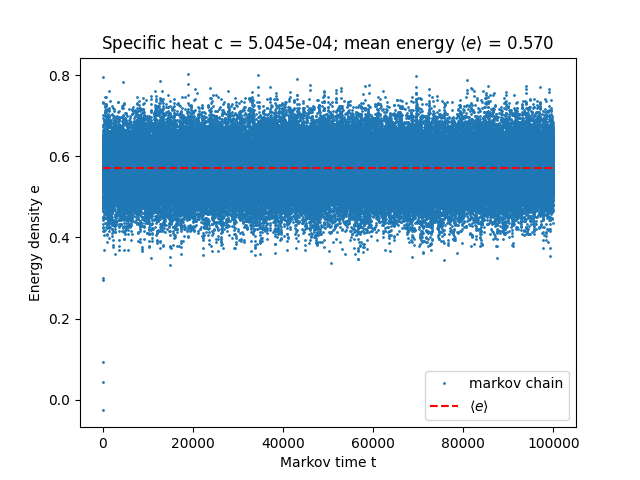 Specific heat c = 5.045e-04; mean energy ⟨e⟩ = 0.570
0.8
0.6
0.4
0.2
0.0
Energy density e
markov chain
⟨e⟩
0 20000 40000 60000 80000 100000
Markov time t